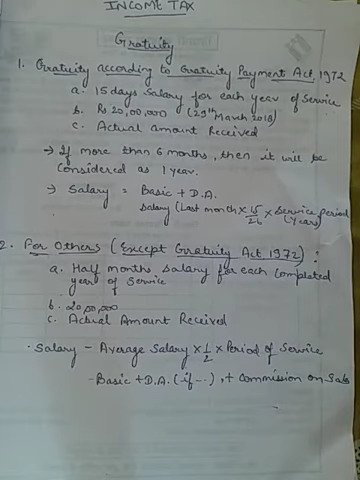 INCOME TAX
Gratuity
1. Gratuity according to Gratuity Payment Act, 1972
a. 15 days salary for each year of Service
b. Rs 20,00,000 (29th March 2018)
c. Actual amount Received
→ If more than 6 months, then it will be
considered as 1 year.
→ Salary = Basic + D.A.
Salary (Last month × 15/26 × Service Period
(Years)
2. For Others (Except Gratuity Act 1972) :
a. Half months salary for each completed
year of Service
b. 20,00,000
c. Actual Amount Received
• Salary - Average Salary × 1/2 × Period of Service
- Basic + D.A. (if --) + Commission on Sales